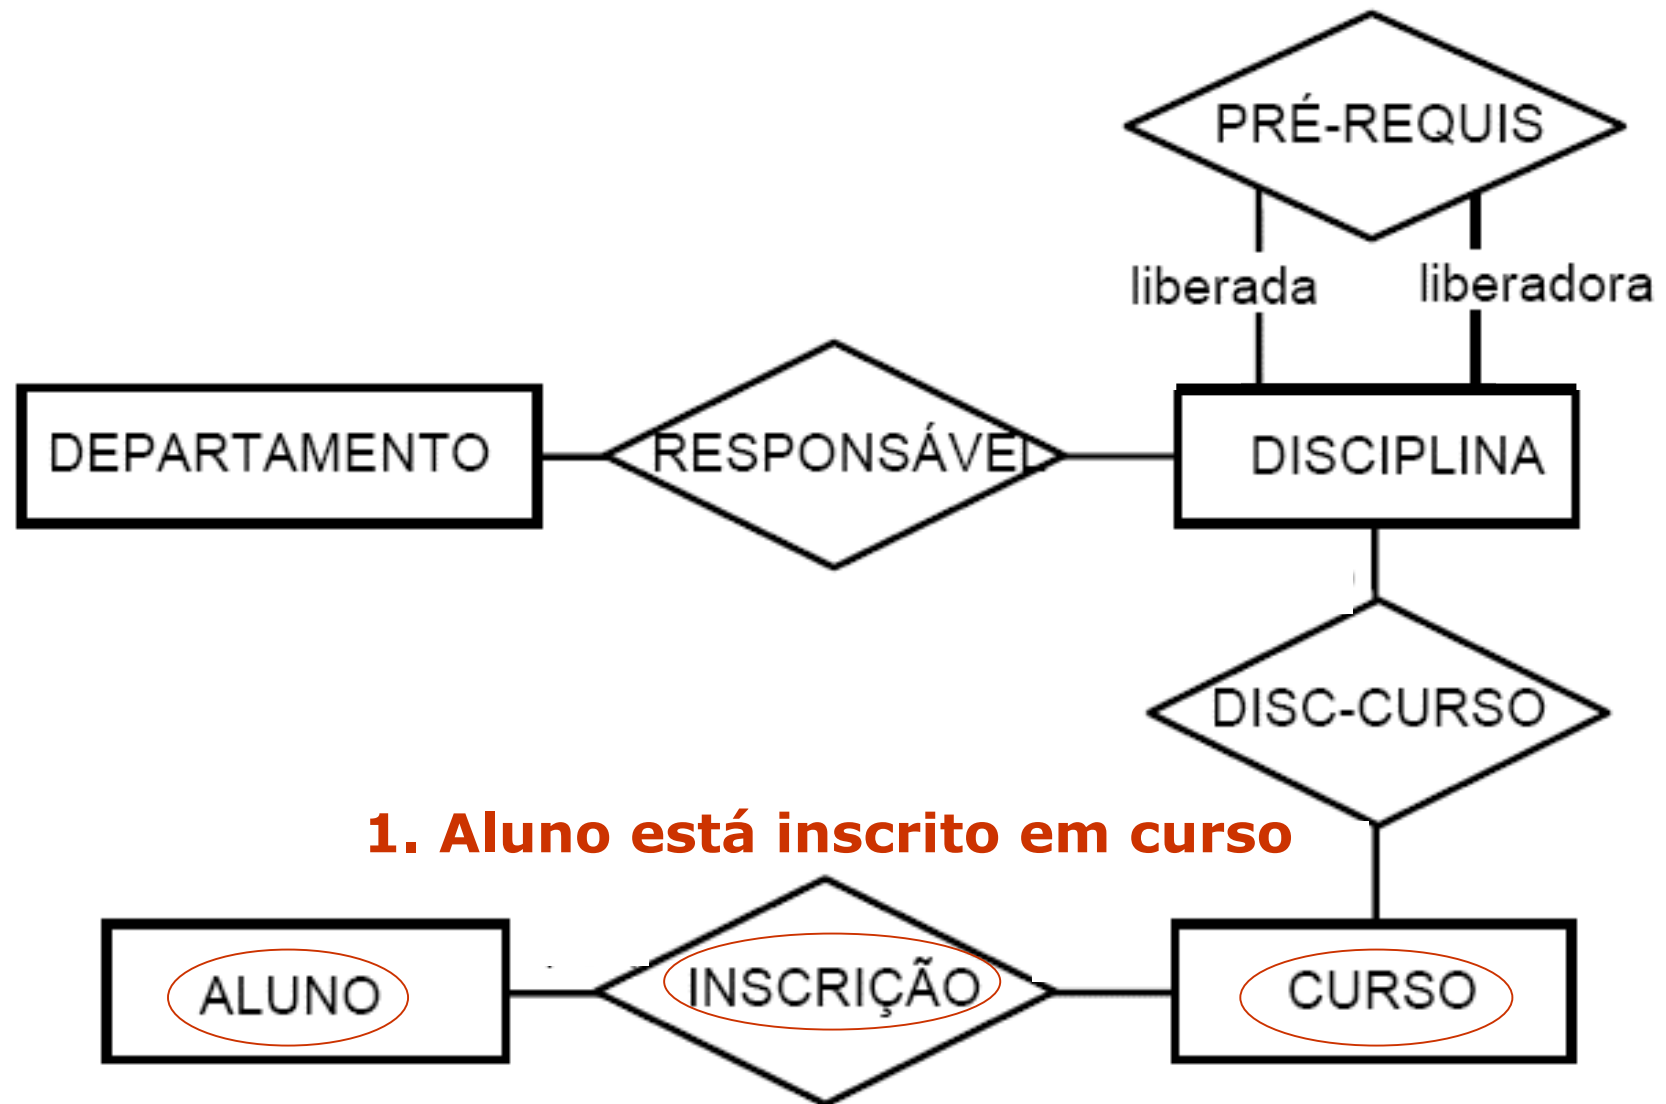 PRÉ-REQUIS
liberada
liberadora
DEPARTAMENTO
RESPONSÁVEL
DISCIPLINA
DISC-CURSO
1. Aluno está inscrito em curso
ALUNO
INSCRIÇÃO
CURSO